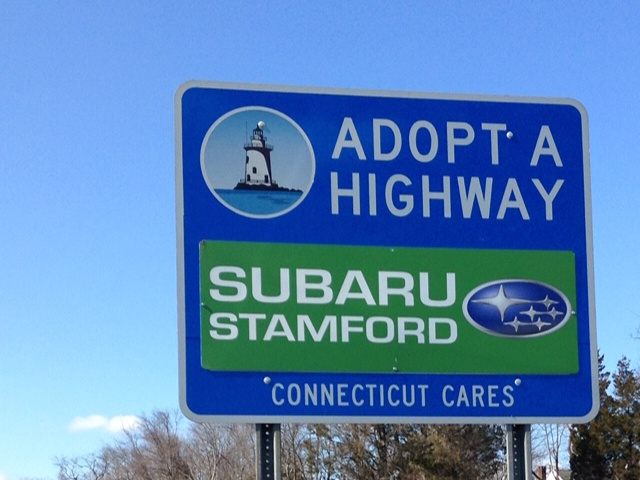 ADOPT A
HIGHWAY
SUBARU
STAMFORD
CONNECTICUT CARES